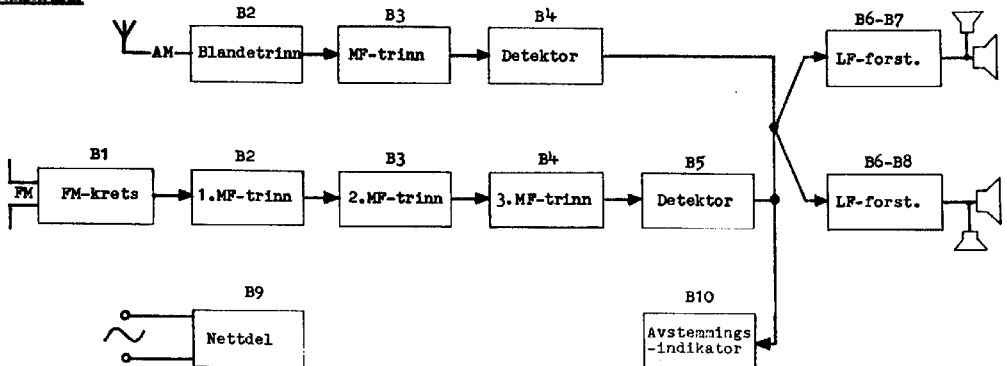 B2
B3
B4
B6-B7
AM
Blandetrinn
MF-trinn
Detektor
LF-forst.
B1
B2
B3
B4
B5
B6-B8
FM
FM-krets
1.MF-trinn
2.MF-trinn
3.MF-trinn
Detektor
LF-forst.
B9
B10
Nettdel
Avstemmings
-indikator